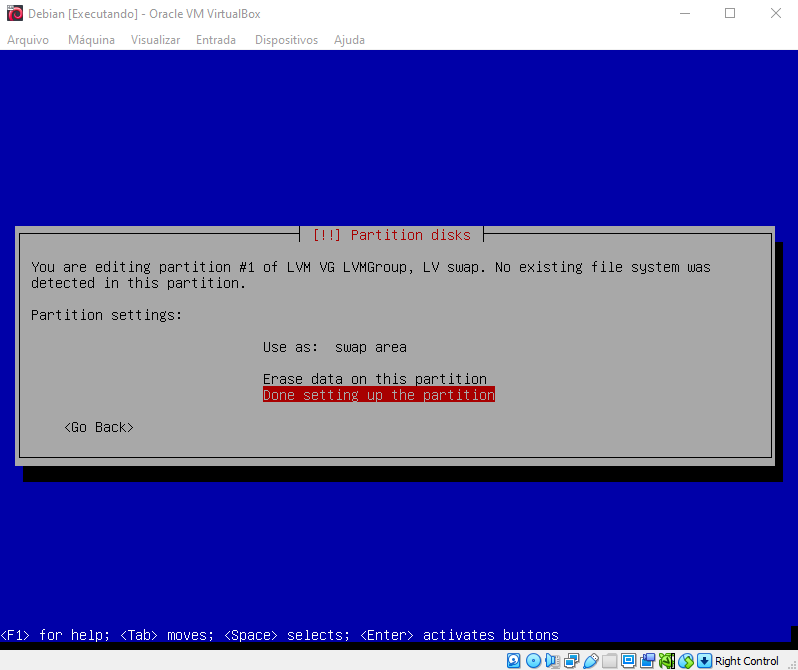 Debian [Executando] - Oracle VM VirtualBox
Arquivo Máquina Visualizar Entrada Dispositivos Ajuda
[!!] Partition disks
You are editing partition #1 of LVM VG LVMGroup, LV swap. No existing file system was
detected in this partition.
Partition settings:
Use as: swap area
Erase data on this partition
Done setting up the partition
<Go Back>
<F1> for help; <Tab> moves; <Space> selects; <Enter> activates buttons
Right Control